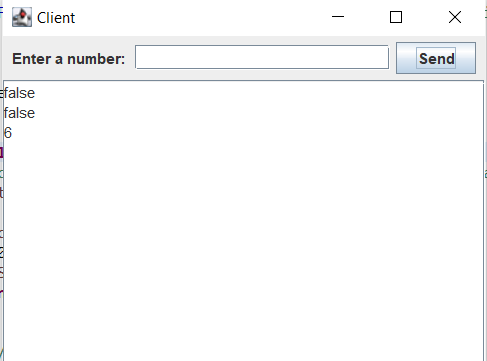 Client
Enter a number: Send
false
false
6